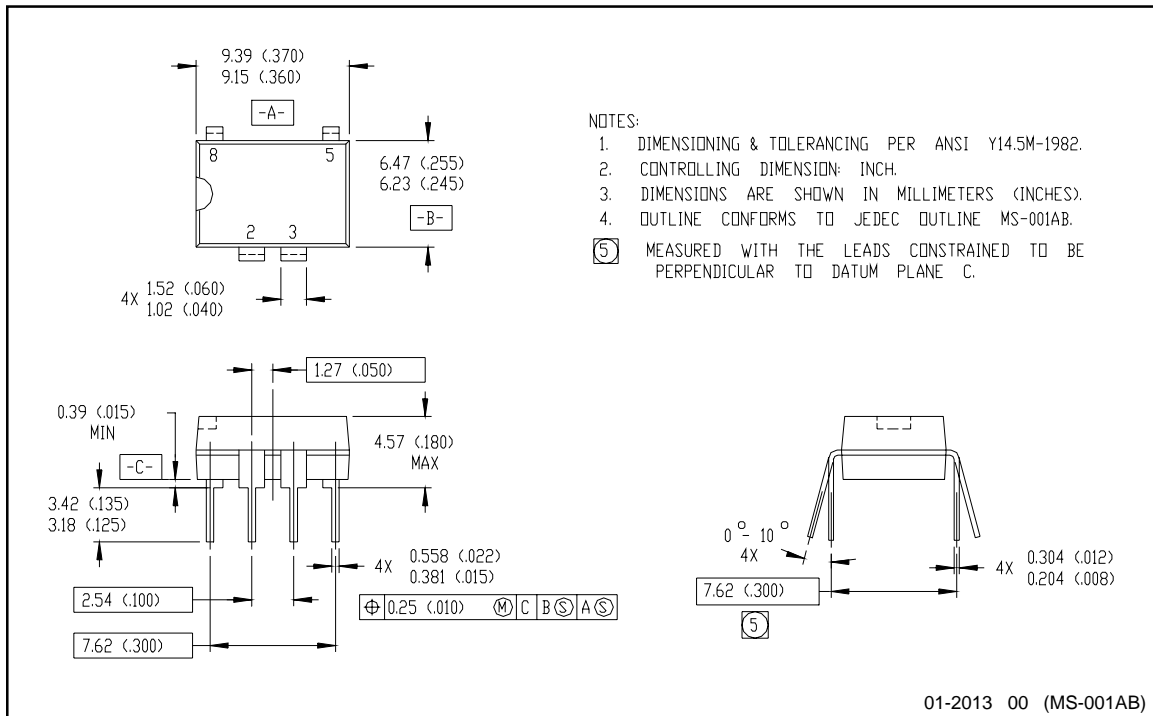 9.39 (.370)
9.15 (.360)
-A-
8
5
2
3
6.47 (.255)
6.23 (.245)
-B-
4X
1.52 (.060)
1.02 (.040)
NOTES:
1. DIMENSIONING & TOLERANCING PER ANSI Y14.5M-1982.
2. CONTROLLING DIMENSION: INCH.
3. DIMENSIONS ARE SHOWN IN MILLIMETERS (INCHES).
4. OUTLINE CONFORMS TO JEDEC OUTLINE MS-001AB.
5 MEASURED WITH THE LEADS CONSTRAINED TO BE
PERPENDICULAR TO DATUM PLANE C.
1.27 (.050)
0.39 (.015)
MIN
-C-
4.57 (.180)
MAX
3.42 (.135)
3.18 (.125)
4X
0.558 (.022)
0.381 (.015)
2.54 (.100)
⌖ 0.25 (.010) Ⓜ C B Ⓢ A Ⓢ
7.62 (.300)
0° - 10°
4X
4X
0.304 (.012)
0.204 (.008)
7.62 (.300)
5
01-2013 00 (MS-001AB)